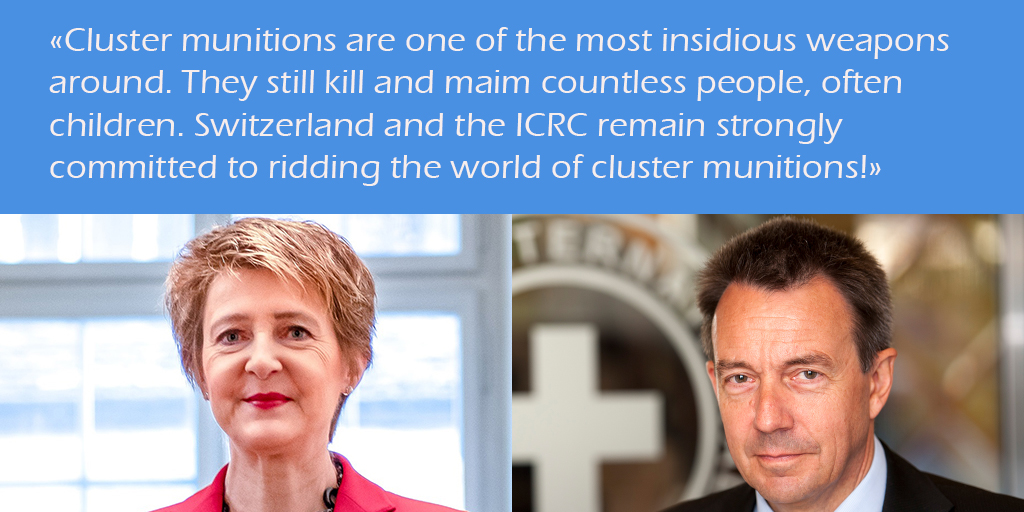 «Cluster munitions are one of the most insidious weapons
around. They still kill and maim countless people, often
children. Switzerland and the ICRC remain strongly
committed to ridding the world of cluster munitions!»
TERNA